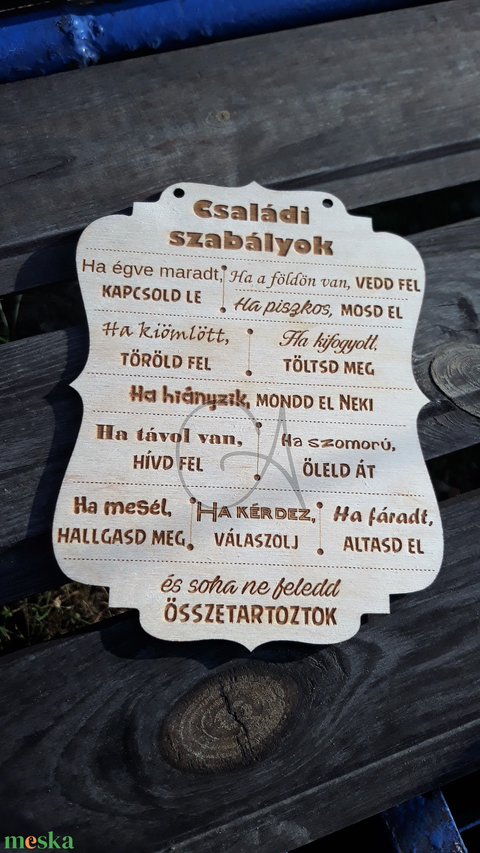 Családi
szabályok
Ha égve maradt,
KAPCSOLD LE
Ha a földön van, VEDD FEL
Ha piszkos, MOSD EL
Ha kiömlött,
TÖRÖLD FEL
Ha kifogyott,
TÖLTSD MEG
Ha hiányzik, MONDD EL NEKI
Ha távol van,
HÍVD FEL
Ha szomorú,
ÖLELD ÁT
Ha mesél,
HALLGASD MEG
HA KÉRDEZ,
VÁLASZOLJ
Ha fáradt,
ALTASD EL
és soha ne feledd
ÖSSZETARTOZTOK
meska